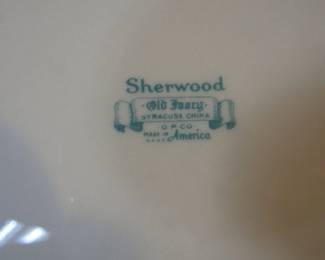 Sherwood
Old Ivory
SYRACUSE CHINA
O.P.CO.
MADE IN America